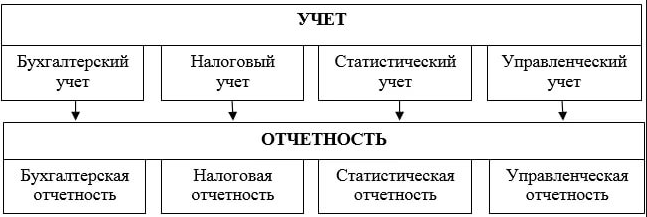 УЧЕТ
Бухгалтерский учет
Налоговый учет
Статистический учет
Управленческий учет
ОТЧЕТНОСТЬ
Бухгалтерская отчетность
Налоговая отчетность
Статистическая отчетность
Управленческая отчетность